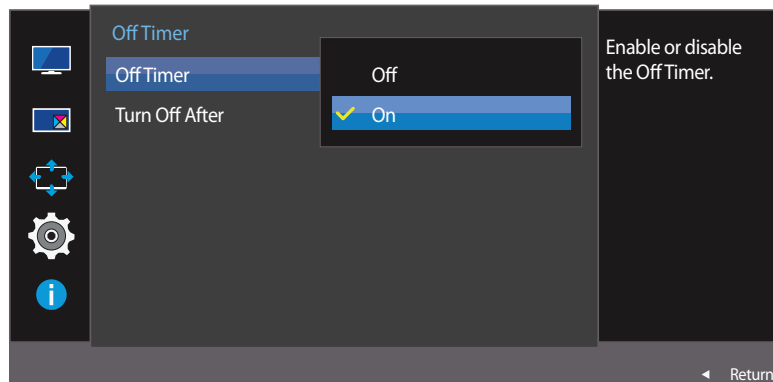 Off Timer
Off Timer
Off
Turn Off After
On
Enable or disable
the Off Timer.
i
Return